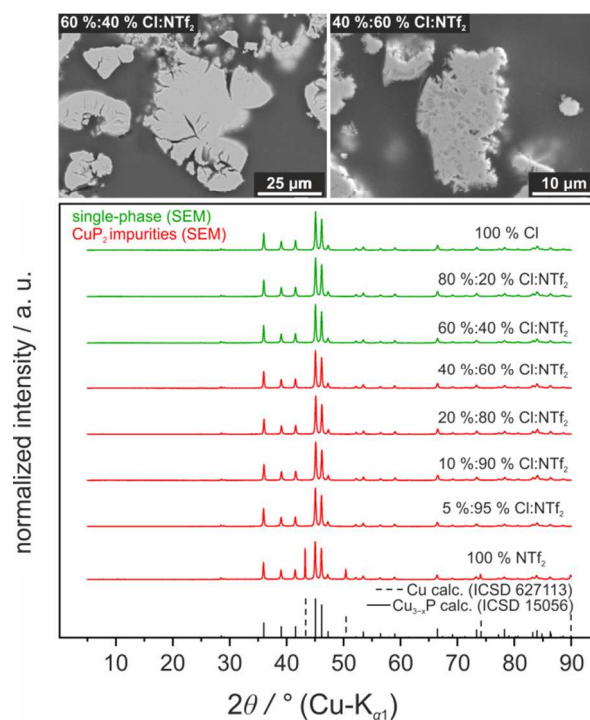 60 %:40 % Cl:NTf₂
40 %:60 % Cl:NTf₂
25 µm
10 µm
single-phase (SEM)
CuP₂ impurities (SEM)
100 % Cl
80 %:20 % Cl:NTf₂
60 %:40 % Cl:NTf₂
40 %:60 % Cl:NTf₂
20 %:80 % Cl:NTf₂
10 %:90 % Cl:NTf₂
5 %:95 % Cl:NTf₂
100 % NTf₂
Cu calc. (ICSD 627113)
Cu₃₋ₓP calc. (ICSD 15056)
normalized intensity / a. u.
10 20 30 40 50 60 70 80 90
2θ / ° (Cu-Kα1)